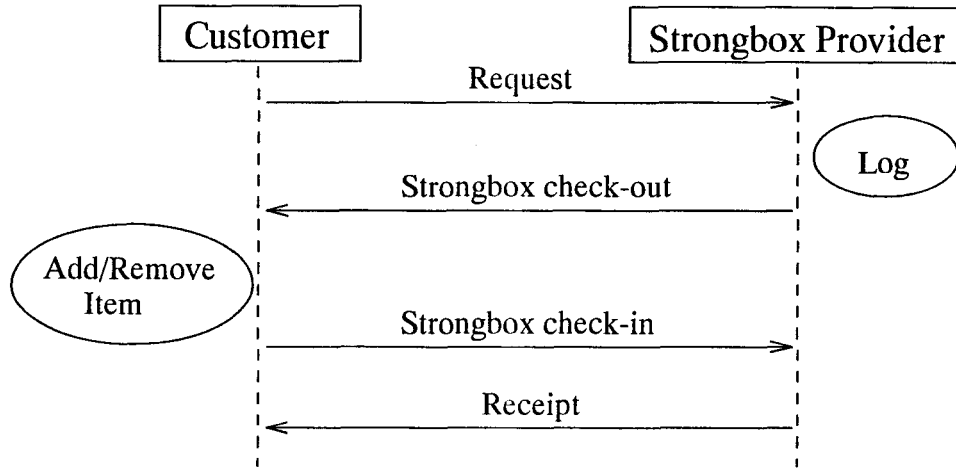 Customer
Strongbox Provider
Request
Log
Strongbox check-out
Add/Remove
Item
Strongbox check-in
Receipt